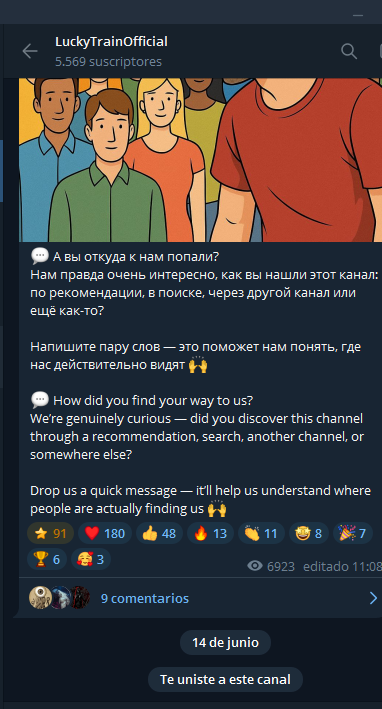 LuckyTrainOfficial
5.569 suscriptores
💬 А вы откуда к нам попали?
Нам правда очень интересно, как вы нашли этот канал:
по рекомендации, в поиске, через другой канал или
ещё как-то?
Напишите пару слов — это поможет нам понять, где
нас действительно видят 🙌
💬 How did you find your way to us?
We're genuinely curious — did you discover this channel
through a recommendation, search, another channel, or
somewhere else?
Drop us a quick message — it'll help us understand where
people are actually finding us 🙌
⭐ 91 ❤️ 180 👍 48 🔥 13 👏 11 🤩 8 🎉 7
🏆 6 🥰 3 6923 editado 11:08
9 comentarios
14 de junio
Te uniste a este canal